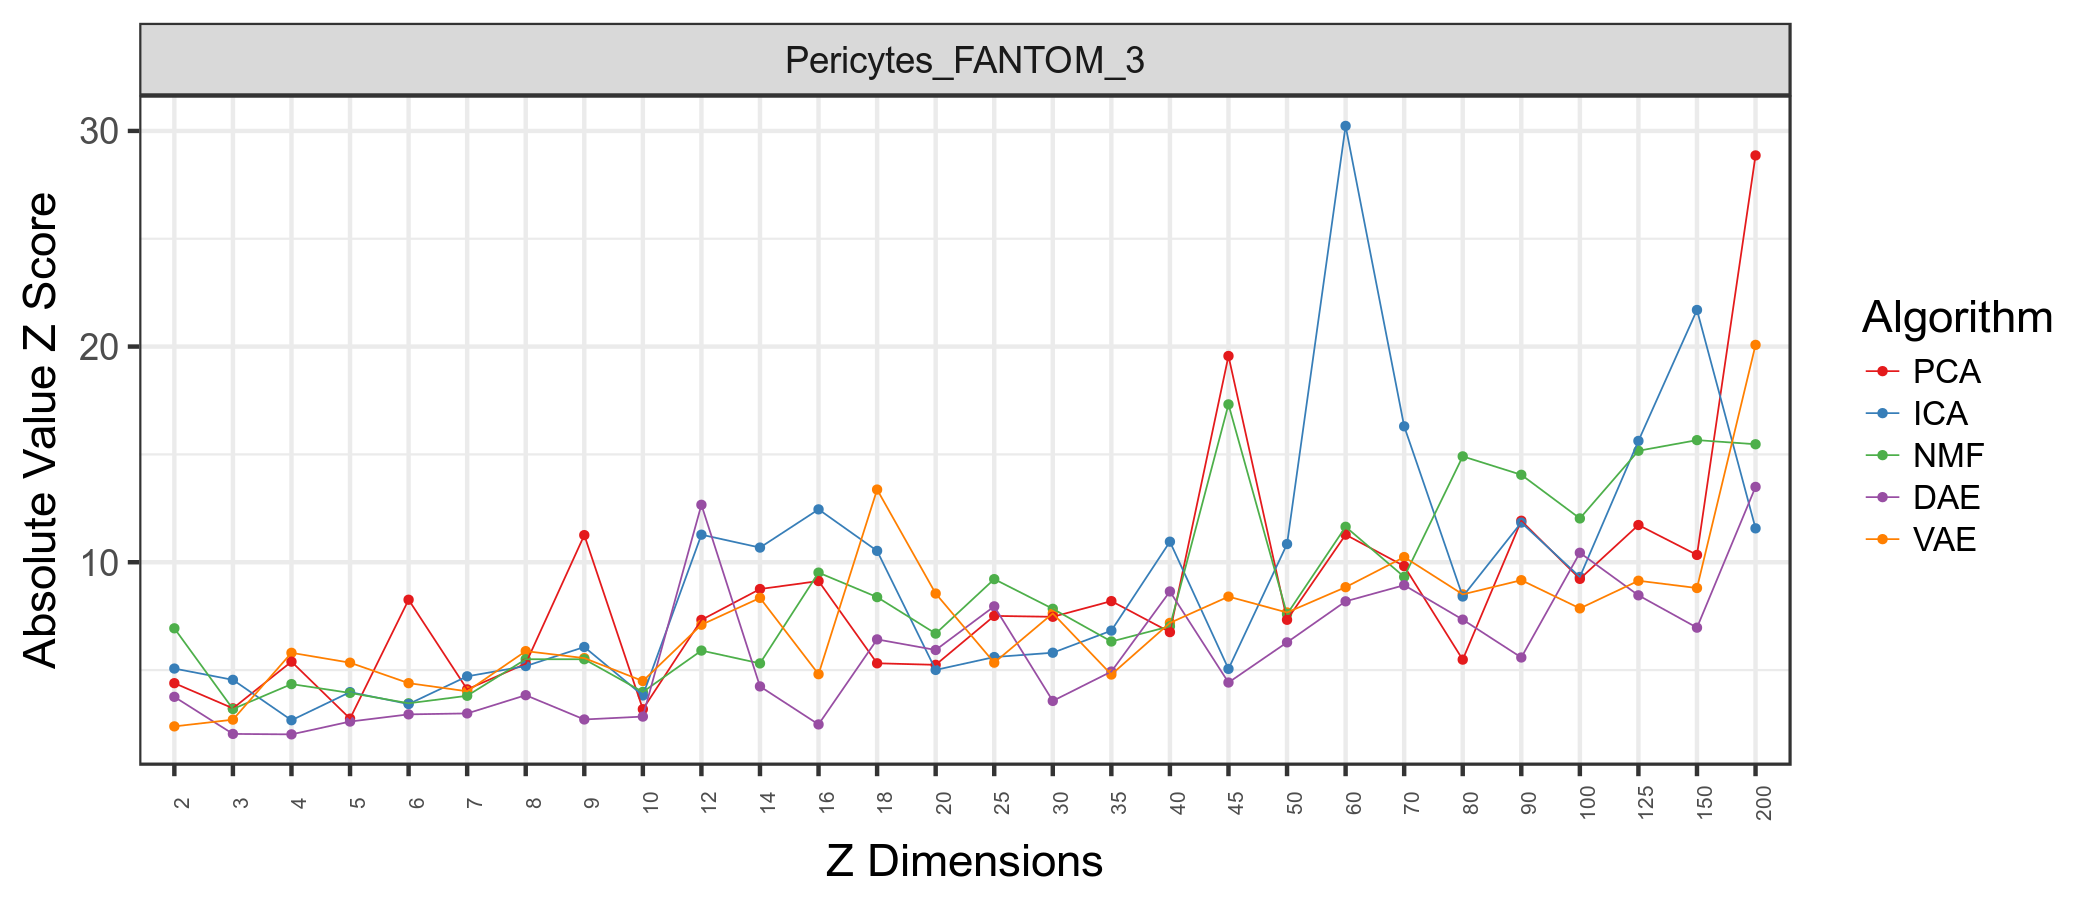 Pericytes_FANTOM_3
30
20
10
Absolute Value Z Score
2 3 4 5 6 7 8 9 10 12 14 16 18 20 25 30 35 40 45 50 60 70 80 90 100 125 150 200
Z Dimensions
Algorithm
PCA
ICA
NMF
DAE
VAE